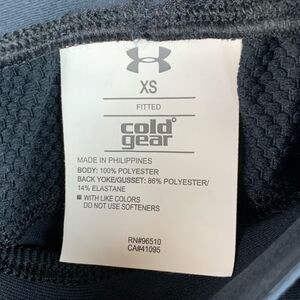 XS
FITTED
cold
gear
MADE IN PHILIPPINES
BODY: 100% POLYESTER
BACK YOKE/GUSSET: 86% POLYESTER/
14% ELASTANE
■ WITH LIKE COLORS
DO NOT USE SOFTENERS
RN#96510
CA#41095